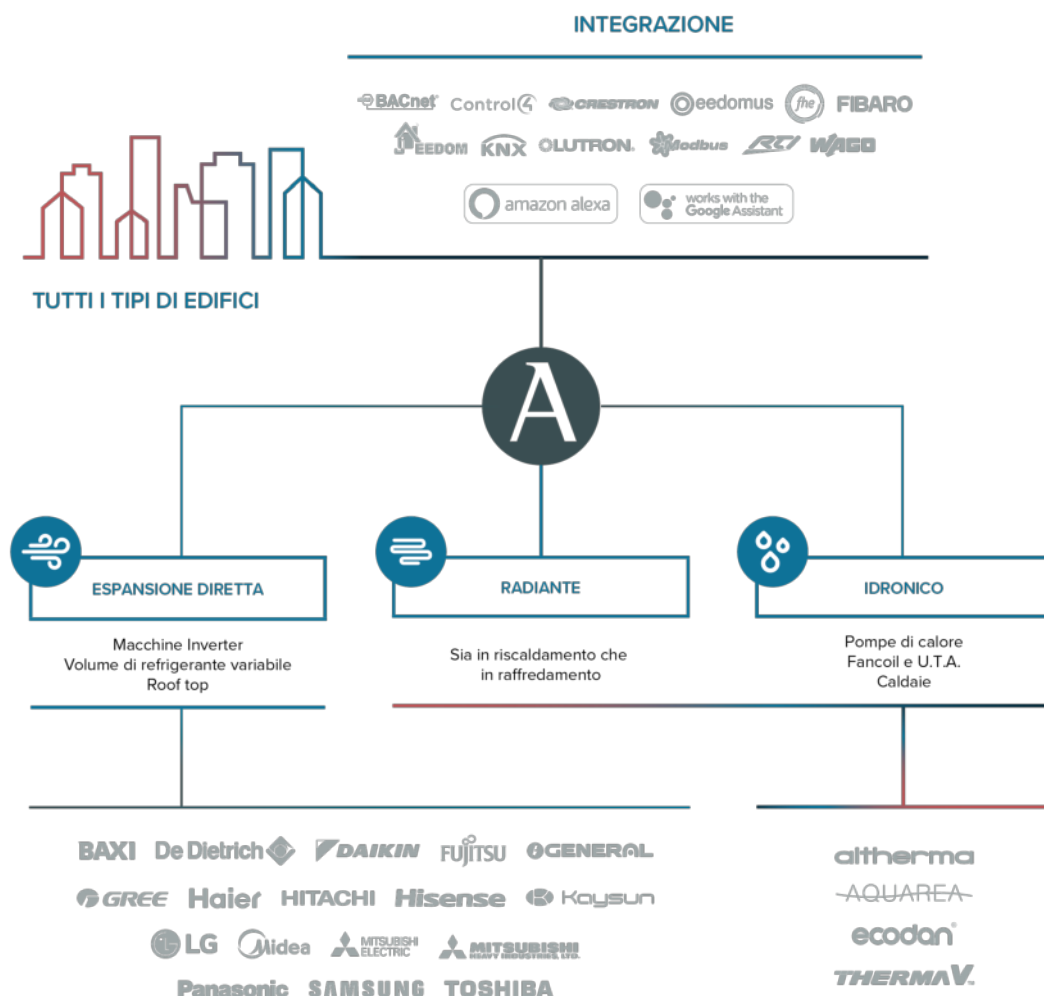 INTEGRAZIONE
BACnet Control4 CRESTRON eedomus fhe FIBARO
JEEDOM KNX LUTRON Modbus RTI WAGO
amazon alexa
works with the
Google Assistant
TUTTI I TIPI DI EDIFICI
A
ESPANSIONE DIRETTA
Macchine Inverter
Volume di refrigerante variabile
Roof top
RADIANTE
Sia in riscaldamento che
in raffredamento
IDRONICO
Pompe di calore
Fancoil e U.T.A.
Caldaie
BAXI De Dietrich DAIKIN FUJITSU GENERAL
GREE Haier HITACHI Hisense Kaysun
LG Midea MITSUBISHI ELECTRIC MITSUBISHI HEAVY INDUSTRIES, LTD.
Panasonic SAMSUNG TOSHIBA
altherma
AQUAREA
ecodan
THERMA V